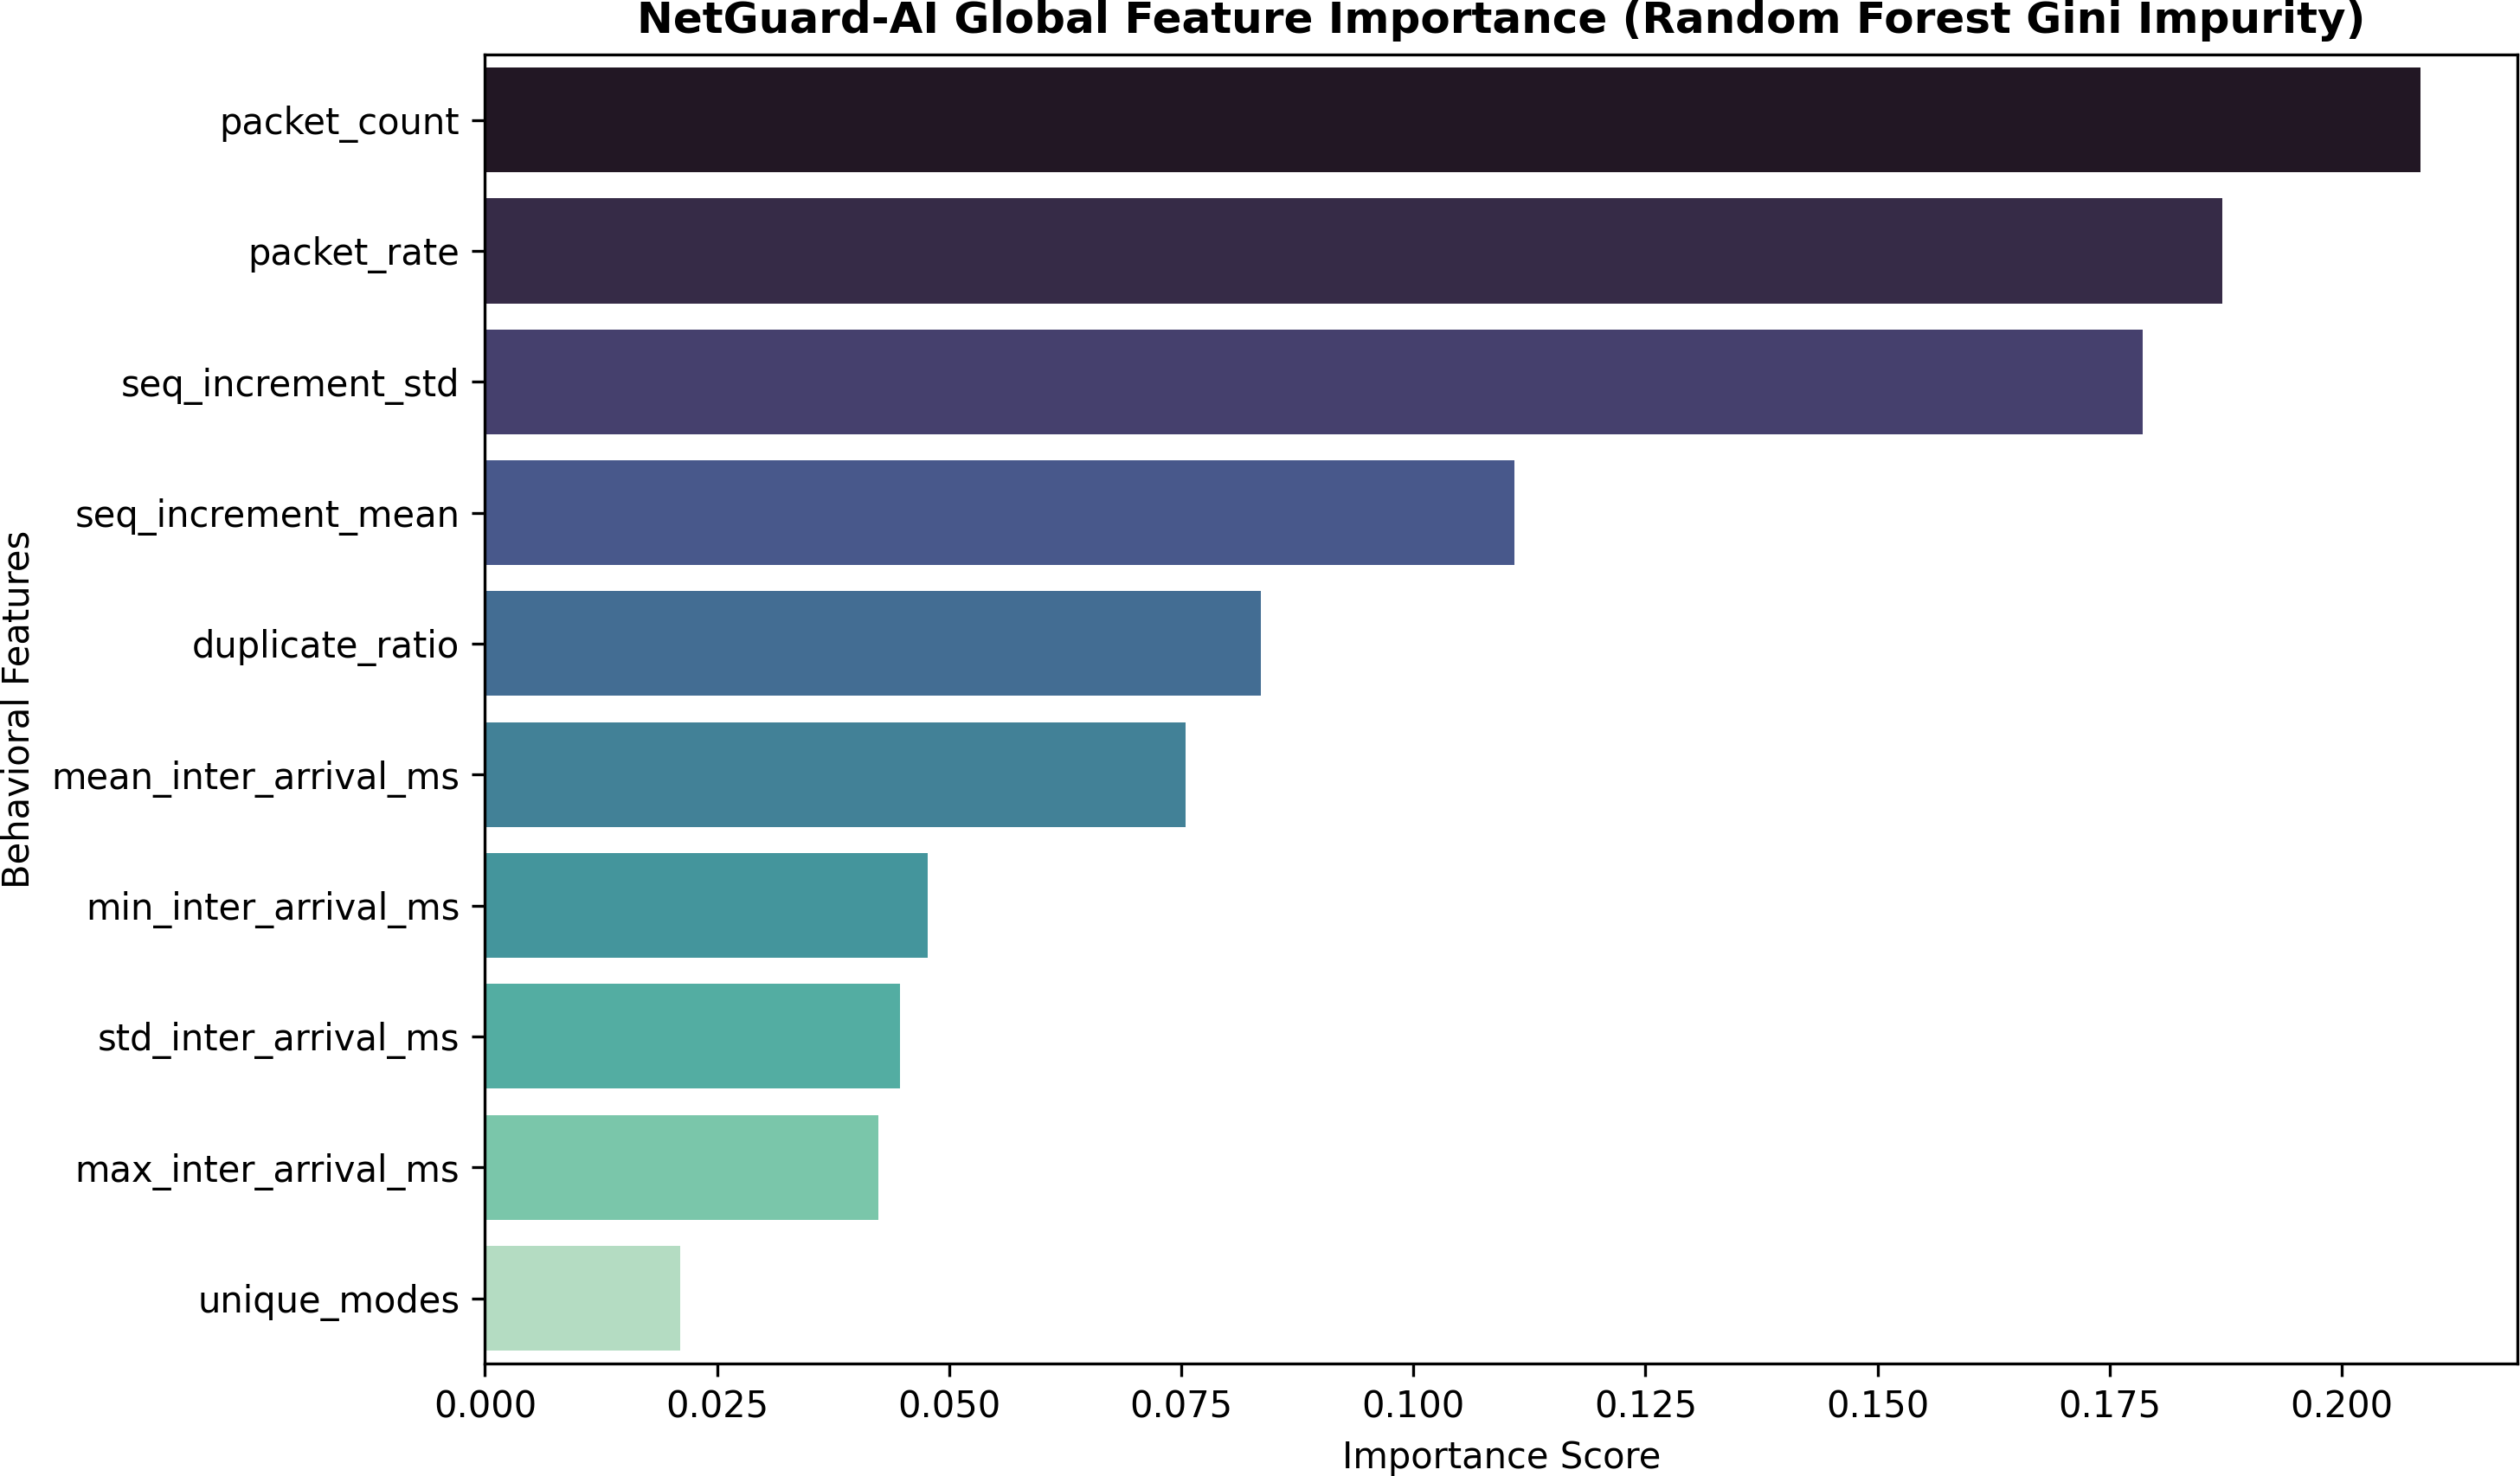 NetGuard-AI Global Feature Importance (Random Forest Gini Impurity)
Behavioral Features
packet_count
packet_rate
seq_increment_std
seq_increment_mean
duplicate_ratio
mean_inter_arrival_ms
min_inter_arrival_ms
std_inter_arrival_ms
max_inter_arrival_ms
unique_modes
0.000 0.025 0.050 0.075 0.100 0.125 0.150 0.175 0.200
Importance Score